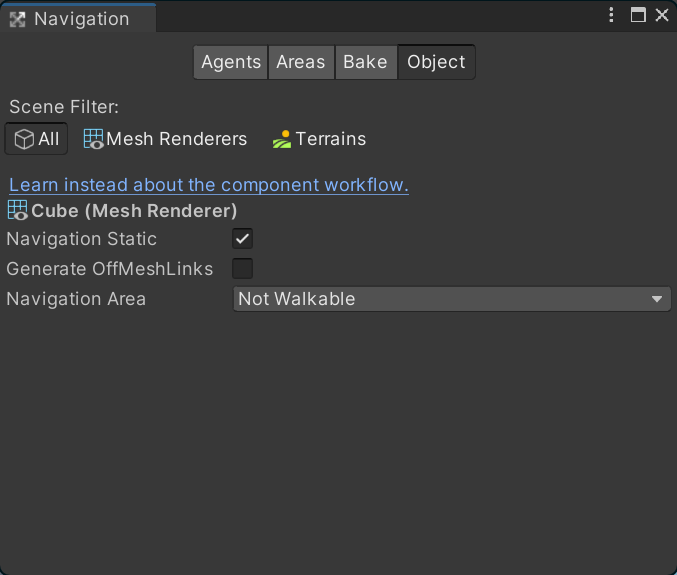 Navigation
Agents Areas Bake Object
Scene Filter:
All Mesh Renderers Terrains
Learn instead about the component workflow.
Cube (Mesh Renderer)
Navigation Static
Generate OffMeshLinks
Navigation Area Not Walkable